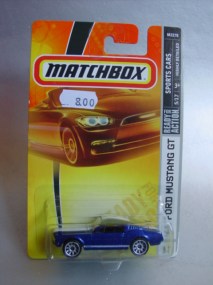 MATCHBOX
8.00
SPORTS CARS
READY FOR
ACTION
FORD MUSTANG GT